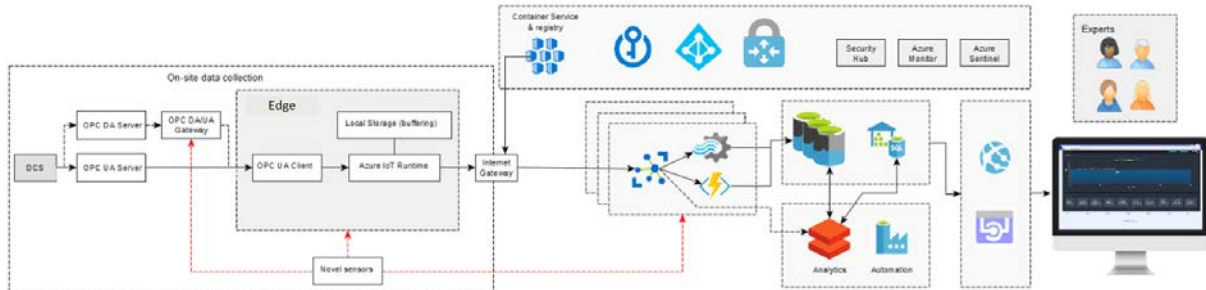 Container Service
& registry
Security
Hub
Azure
Monitor
Azure
Sentinel
Experts
On-site data collection
Edge
OPC DA Server
OPC DA/UA
Gateway
Local Storage (buffering)
DCS
OPC UA Server
OPC UA Client
Azure IoT Runtime
Internet
Gateway
SQL
Novel sensors
Analytics
Automation